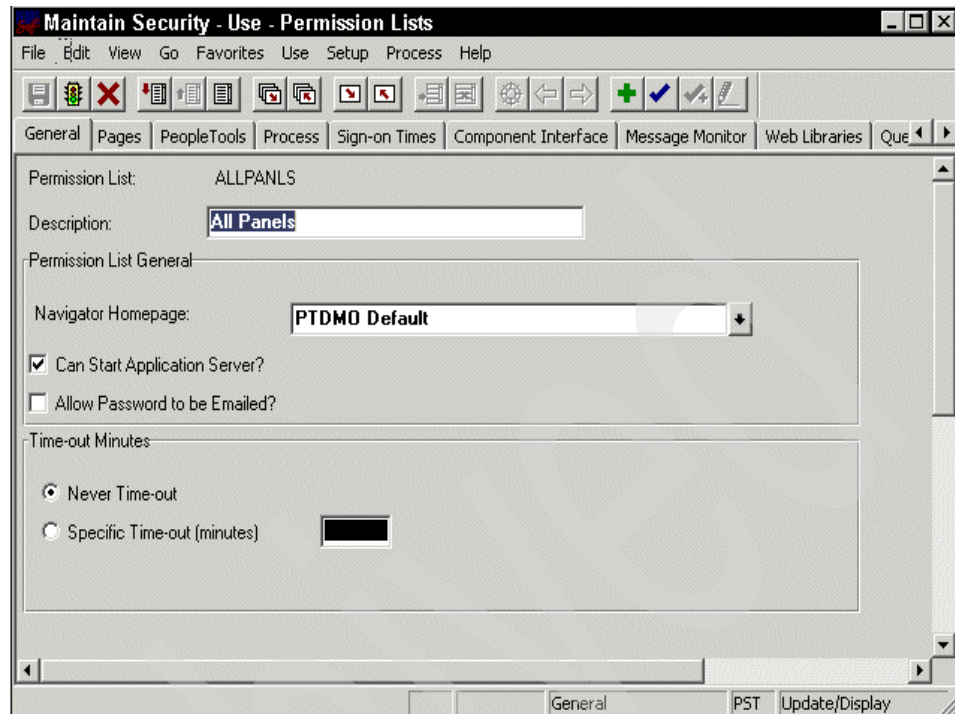 Maintain Security - Use - Permission Lists
File Edit View Go Favorites Use Setup Process Help
General Pages PeopleTools Process Sign-on Times Component Interface Message Monitor Web Libraries Que
Permission List: ALLPANLS
Description: All Panels
Permission List General
Navigator Homepage: PTDMO Default
Can Start Application Server?
Allow Password to be Emailed?
Time-out Minutes
Never Time-out
Specific Time-out (minutes)
General PST Update/Display